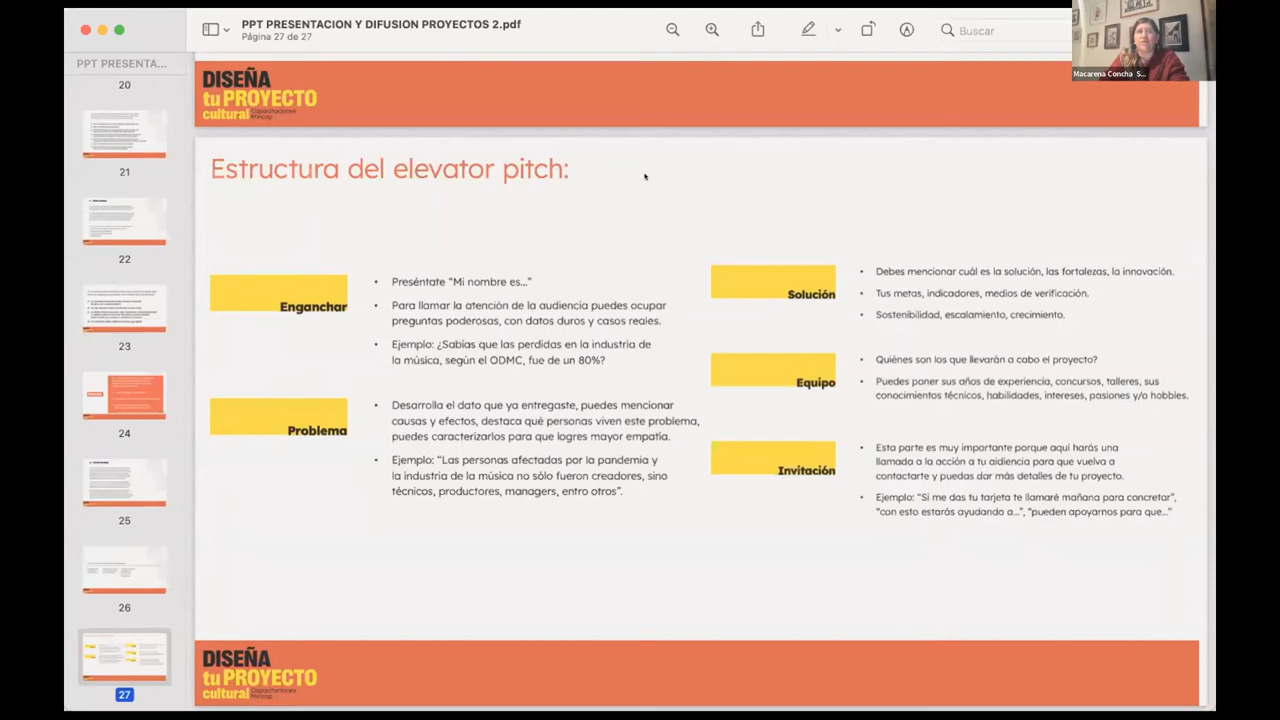 PPT PRESENTACION Y DIFUSION PROYECTOS 2.pdf
Página 27 de 27
Buscar
Macarena Concha S...
PPT PRESENTA...
20
21
22
23
24
25
26
27
DISEÑA
tu PROYECTO
cultural Capacitaciones
Mincap
Estructura del elevator pitch:
Enganchar
• Preséntate “Mi nombre es...”
• Para llamar la atención de la audiencia puedes ocupar
preguntas poderosas, con datos duros y casos reales.
• Ejemplo: ¿Sabías que las perdidas en la industria de
la música, según el ODMC, fue de un 80%?
Problema
• Desarrolla el dato que ya entregaste, puedes mencionar
causas y efectos, destaca qué personas viven este problema,
puedes caracterizarlos para que logres mayor empatía.
• Ejemplo: “Las personas afectadas por la pandemia y
la industria de la música no sólo fueron creadores, sino
técnicos, productores, managers, entro otros”.
Solución
• Debes mencionar cuál es la solución, las fortalezas, la innovación.
• Tus metas, indicadores, medios de verificación.
• Sostenibilidad, escalamiento, crecimiento.
Equipo
• Quiénes son los que llevarán a cabo el proyecto?
• Puedes poner sus años de experiencia, concursos, talleres, sus
conocimientos técnicos, habilidades, intereses, pasiones y/o hobbies.
Invitación
• Esta parte es muy importante porque aquí harás una
llamada a la acción a tu aidiencia para que vuelva a
contactarte y puedas dar más detalles de tu proyecto.
• Ejemplo: “Si me das tu tarjeta te llamaré mañana para concretar”,
“con esto estarás ayudando a...”, “pueden apoyarnos para que...”
DISEÑA
tu PROYECTO
cultural Capacitaciones
Mincap